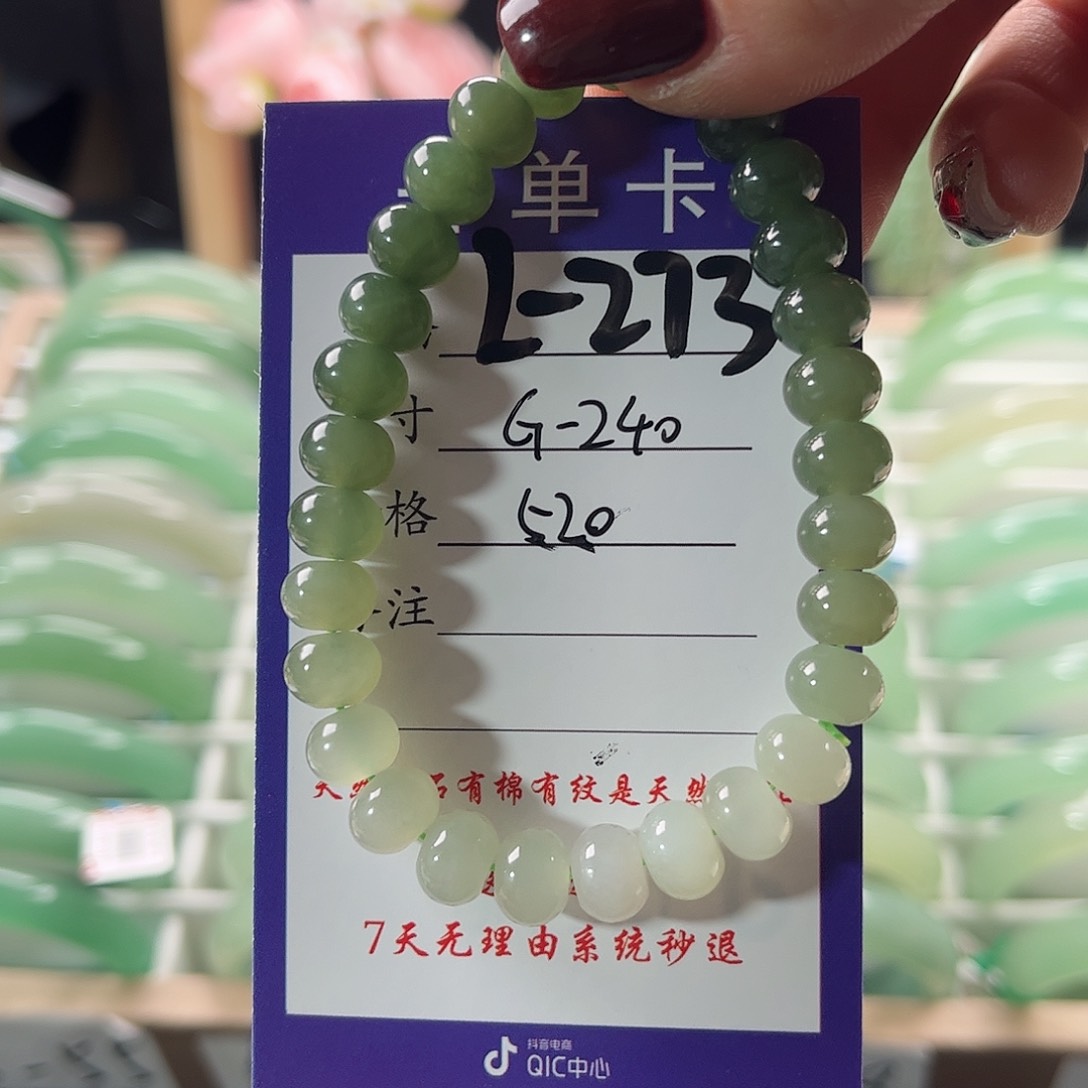 单卡
L-273
寸 G-240
格 520
注
有棉有纹是天然
7天无理由系统秒退
抖音电商
QIC中心